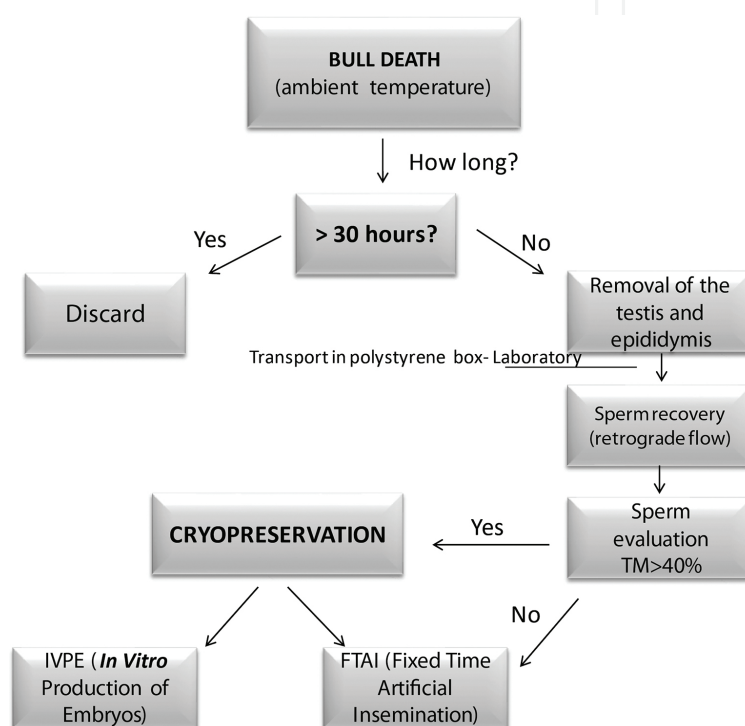 BULL DEATH
(ambient temperature)
How long?
> 30 hours?
Yes
No
Discard
Removal of the
testis and
epididymis
Transport in polystyrene box- Laboratory
Sperm recovery
(retrograde flow)
Sperm
evaluation
TM>40%
Yes
CRYOPRESERVATION
No
IVPE ( In Vitro
Production of
Embryos)
FTAI (Fixed Time
Artificial
Insemination)